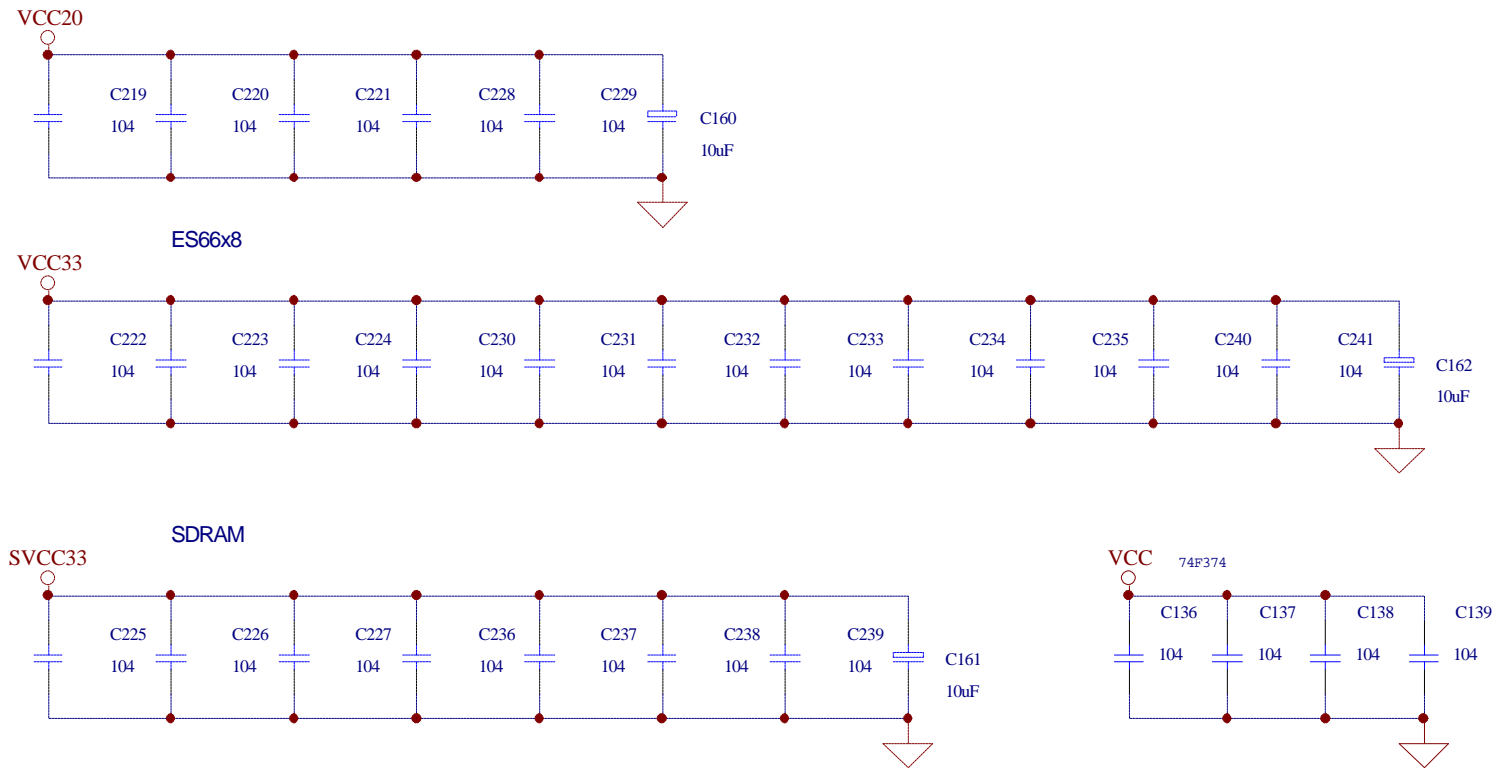 VCC20
C219 C220 C221 C228 C229 C160
104 104 104 104 104 10uF
ES66x8
VCC33
C222 C223 C224 C230 C231 C232 C233 C234 C235 C240 C241 C162
104 104 104 104 104 104 104 104 104 104 104 10uF
SDRAM
SVCC33
C225 C226 C227 C236 C237 C238 C239 C161
104 104 104 104 104 104 104 10uF
VCC 74F374
C136 C137 C138 C139
104 104 104 104